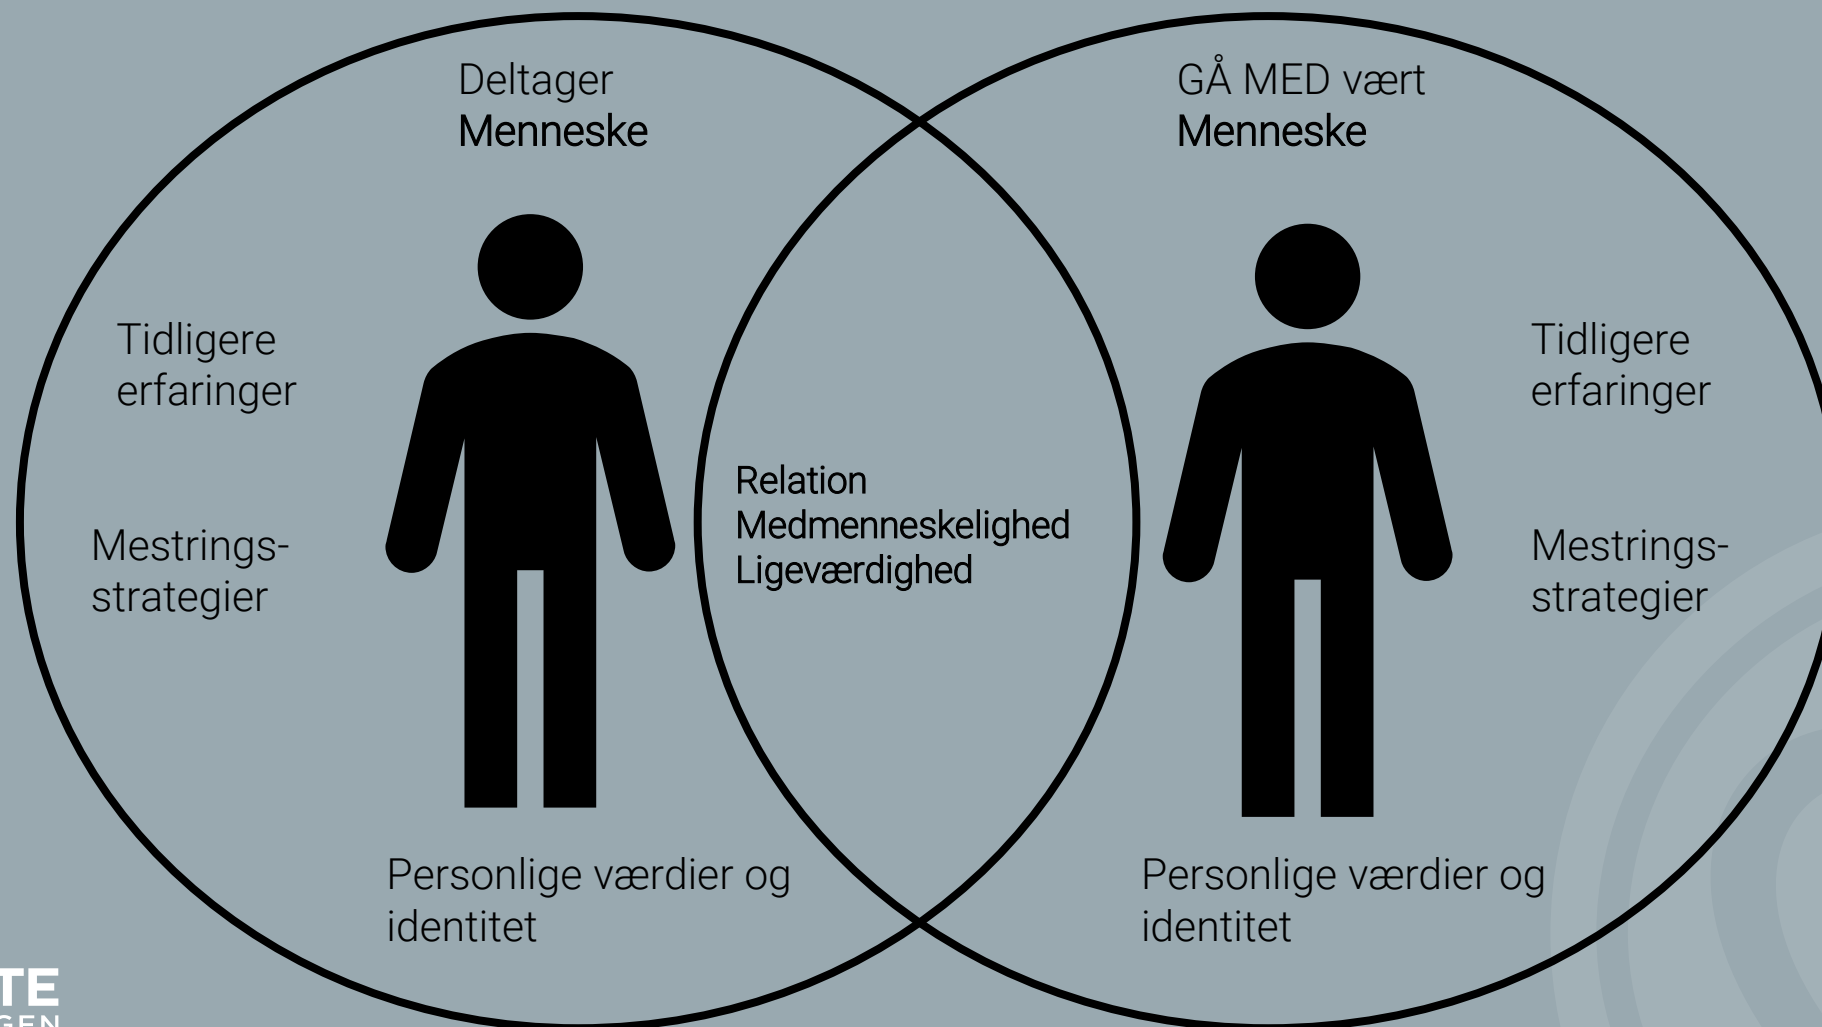 Deltager
Menneske
GÅ MED vært
Menneske
Tidligere
erfaringer
Tidligere
erfaringer
Relation
Medmenneskelighed
Ligeværdighed
Mestrings-
strategier
Mestrings-
strategier
Personlige værdier og
identitet
Personlige værdier og
identitet